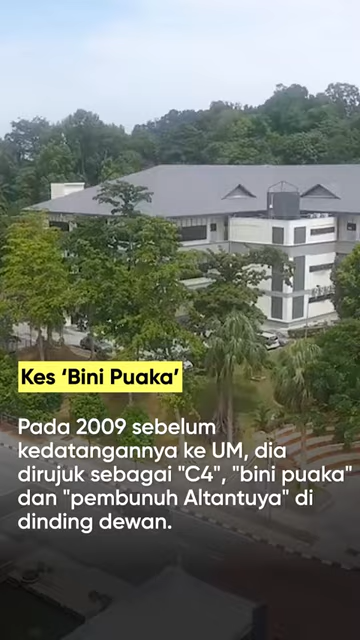 Kes ‘Bini Puaka’
Pada 2009 sebelum
kedatangannya ke UM, dia
dirujuk sebagai "C4", "bini puaka"
dan "pembunuh Altantuya" di
dinding dewan.